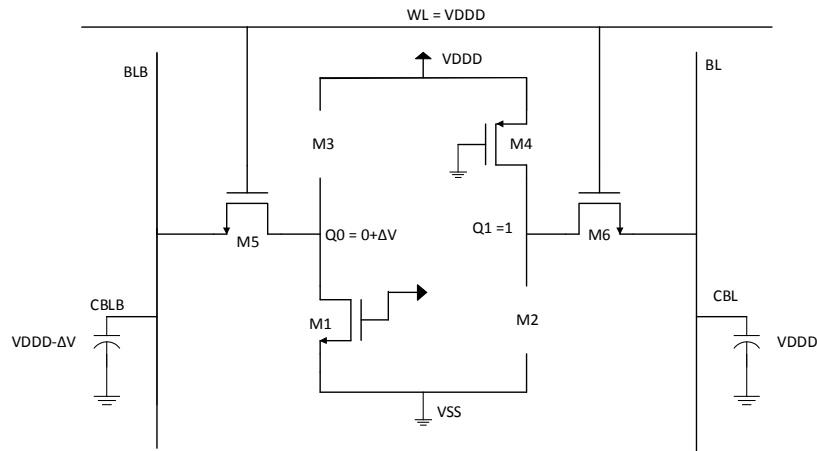 WL = VDDD
BLB
VDDD
BL
M3
M4
M5
Q0 = 0+ΔV
Q1 =1
M6
CBLB
CBL
M1
M2
VDDD-ΔV
VDDD
VSS